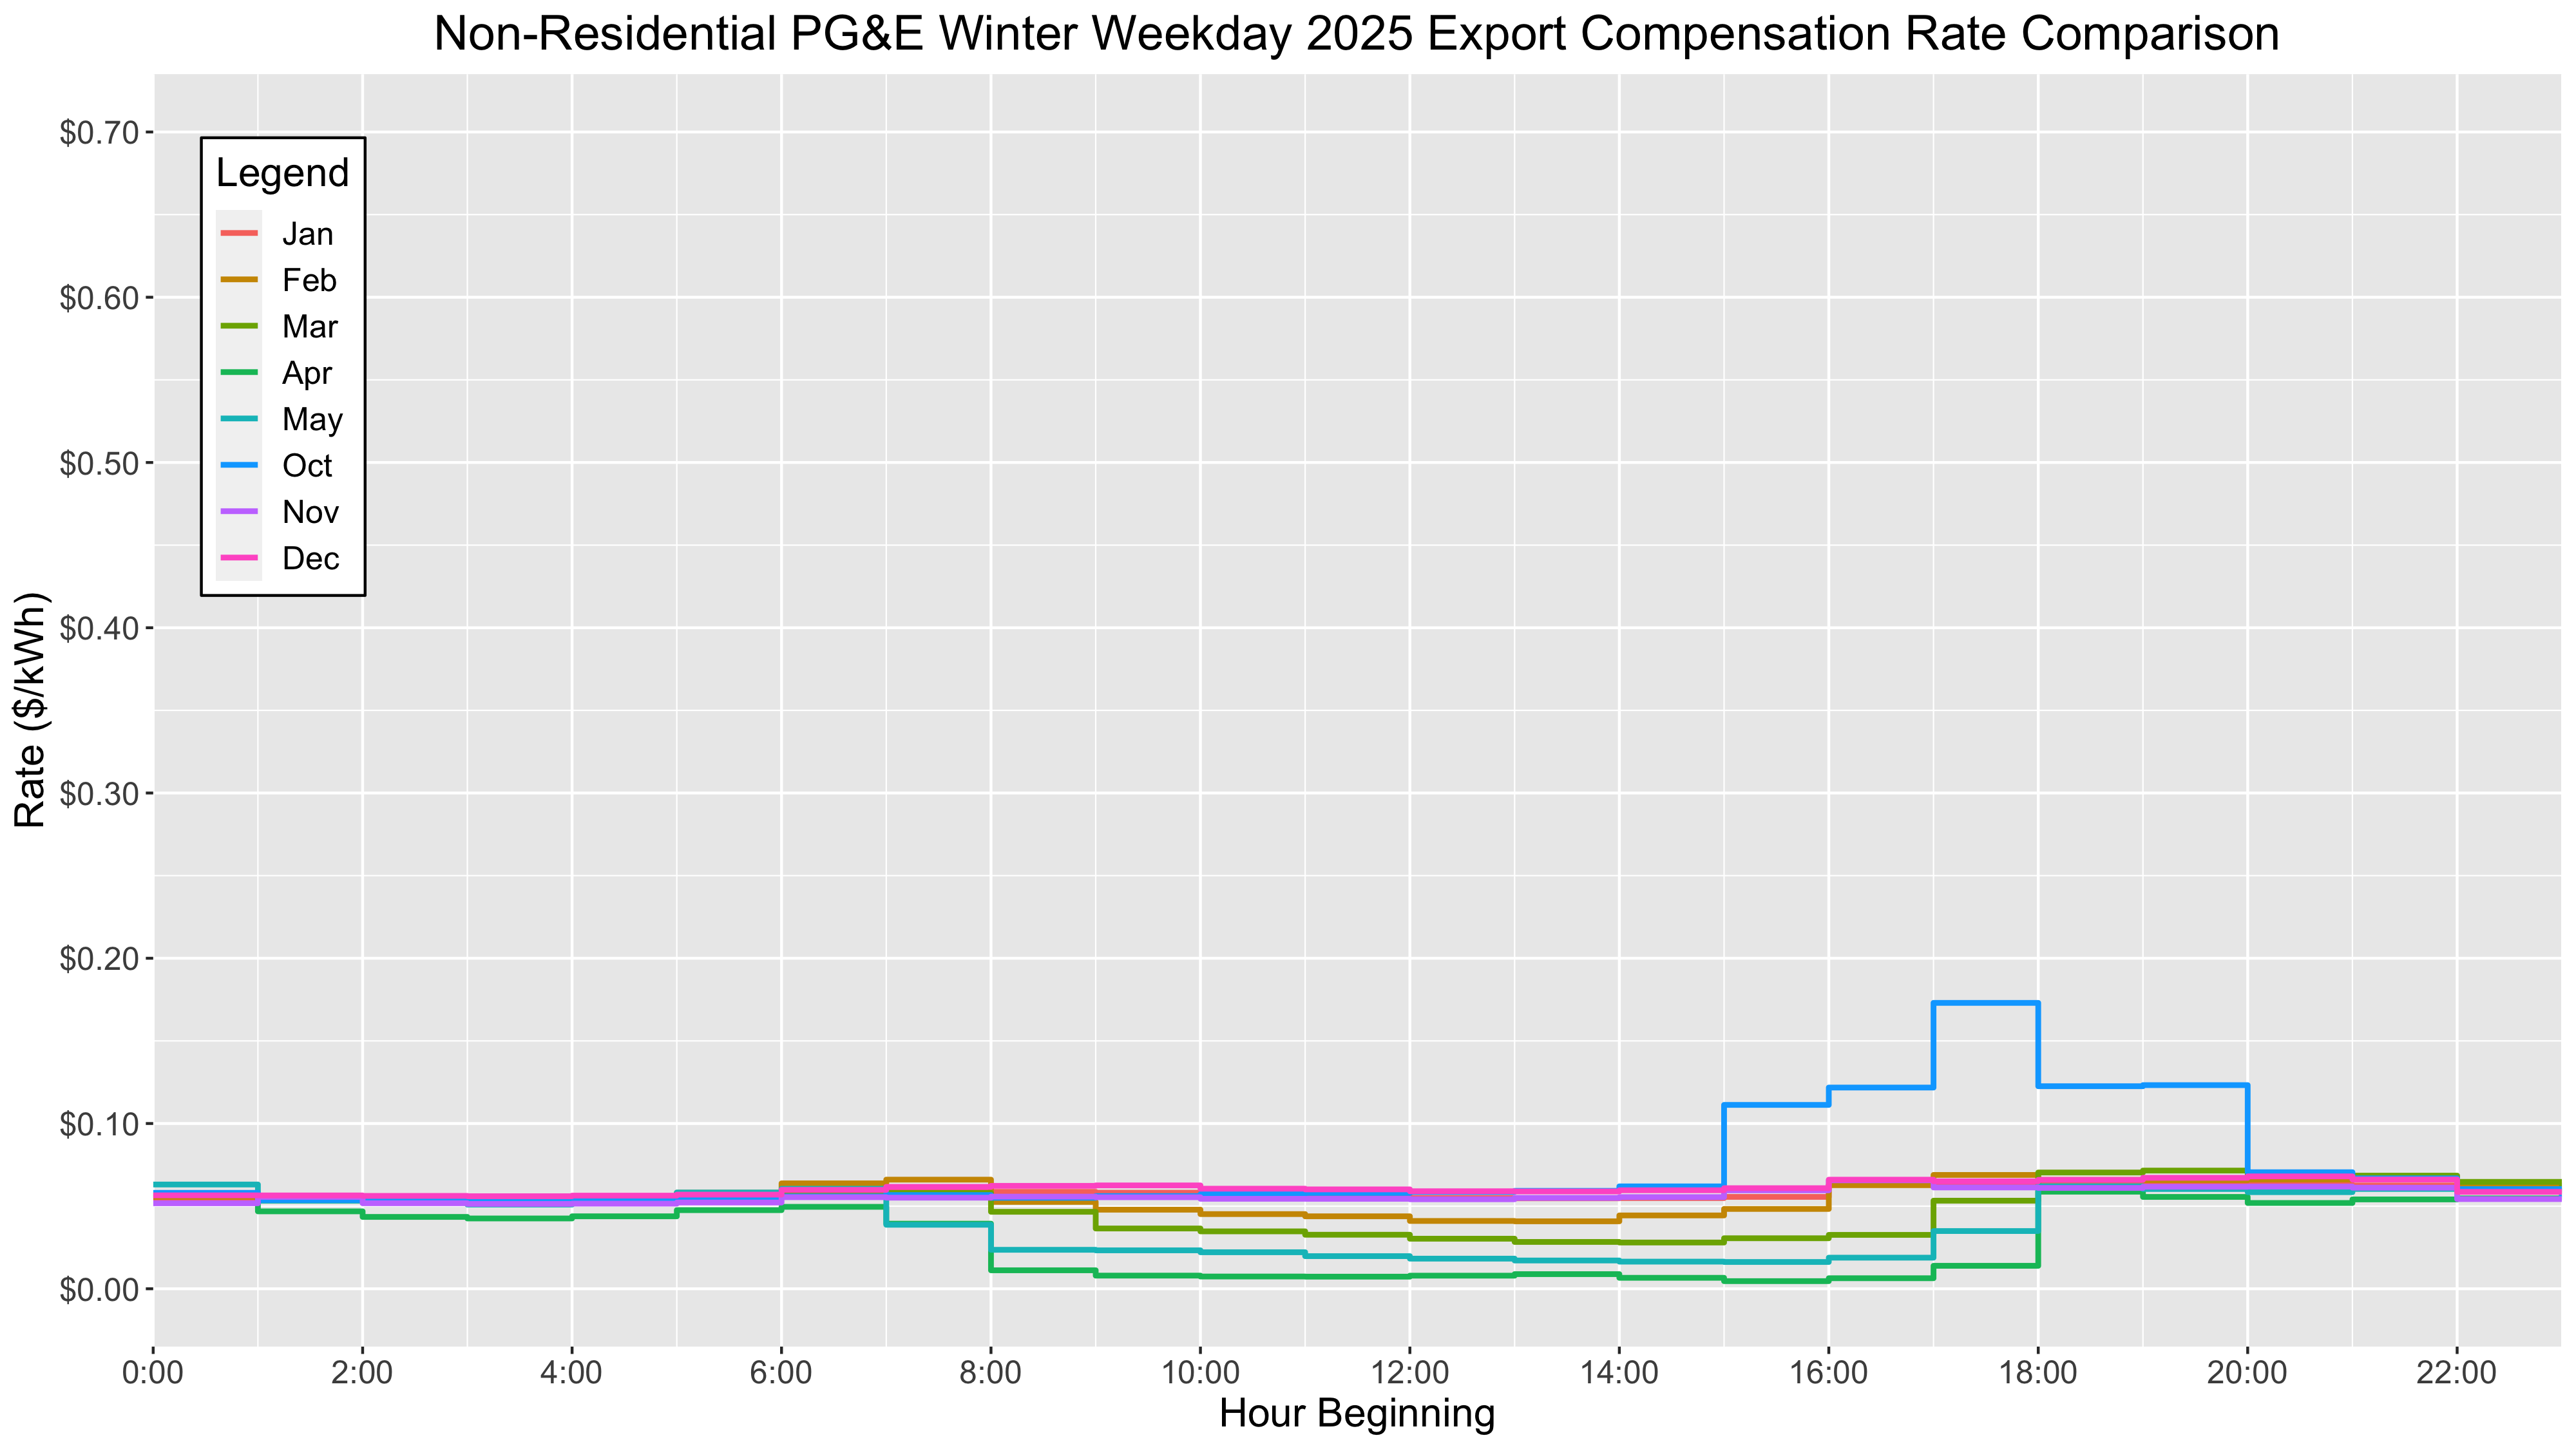 Non-Residential PG&E Winter Weekday 2025 Export Compensation Rate Comparison
$0.70
$0.60
$0.50
$0.40
$0.30
$0.20
$0.10
$0.00
Rate ($/kWh)
Legend
Jan
Feb
Mar
Apr
May
Oct
Nov
Dec
0:00 2:00 4:00 6:00 8:00 10:00 12:00 14:00 16:00 18:00 20:00 22:00
Hour Beginning